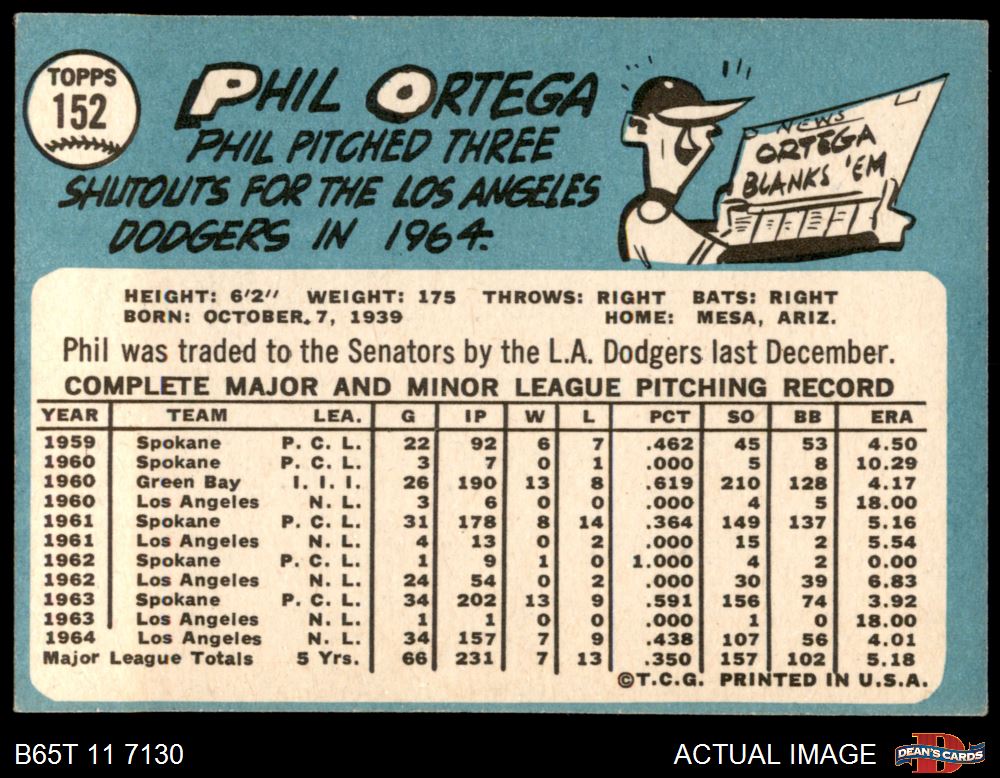 TOPPS
152
PHIL ORTEGA
PHIL PITCHED THREE
SHUTOUTS FOR THE LOS ANGELES
DODGERS IN 1964.
NEWS
ORTEGA
BLANKS 'EM
HEIGHT: 6'2" WEIGHT: 175 THROWS: RIGHT BATS: RIGHT
BORN: OCTOBER 7, 1939 HOME: MESA, ARIZ.
Phil was traded to the Senators by the L.A. Dodgers last December.
COMPLETE MAJOR AND MINOR LEAGUE PITCHING RECORD
YEAR TEAM LEA. G IP W L PCT SO BB ERA
1959 Spokane P. C. L. 22 92 6 7 .462 45 53 4.50
1960 Spokane P. C. L. 3 7 0 1 .000 5 8 10.29
1960 Green Bay I. I. I. 26 190 13 8 .619 210 128 4.17
1960 Los Angeles N. L. 3 6 0 0 .000 4 5 18.00
1961 Spokane P. C. L. 31 178 8 14 .364 149 137 5.16
1961 Los Angeles N. L. 4 13 0 2 .000 15 2 5.54
1962 Spokane P. C. L. 1 9 1 0 1.000 4 2 0.00
1962 Los Angeles N. L. 24 54 0 2 .000 30 39 6.83
1963 Spokane P. C. L. 34 202 13 9 .591 156 74 3.92
1963 Los Angeles N. L. 1 1 0 0 .000 1 0 18.00
1964 Los Angeles N. L. 34 157 7 9 .438 107 56 4.01
Major League Totals 5 Yrs. 66 231 7 13 .350 157 102 5.18
©T.C.G. PRINTED IN U.S.A.
B65T 11 7130 ACTUAL IMAGE
DEAN'S CARDS